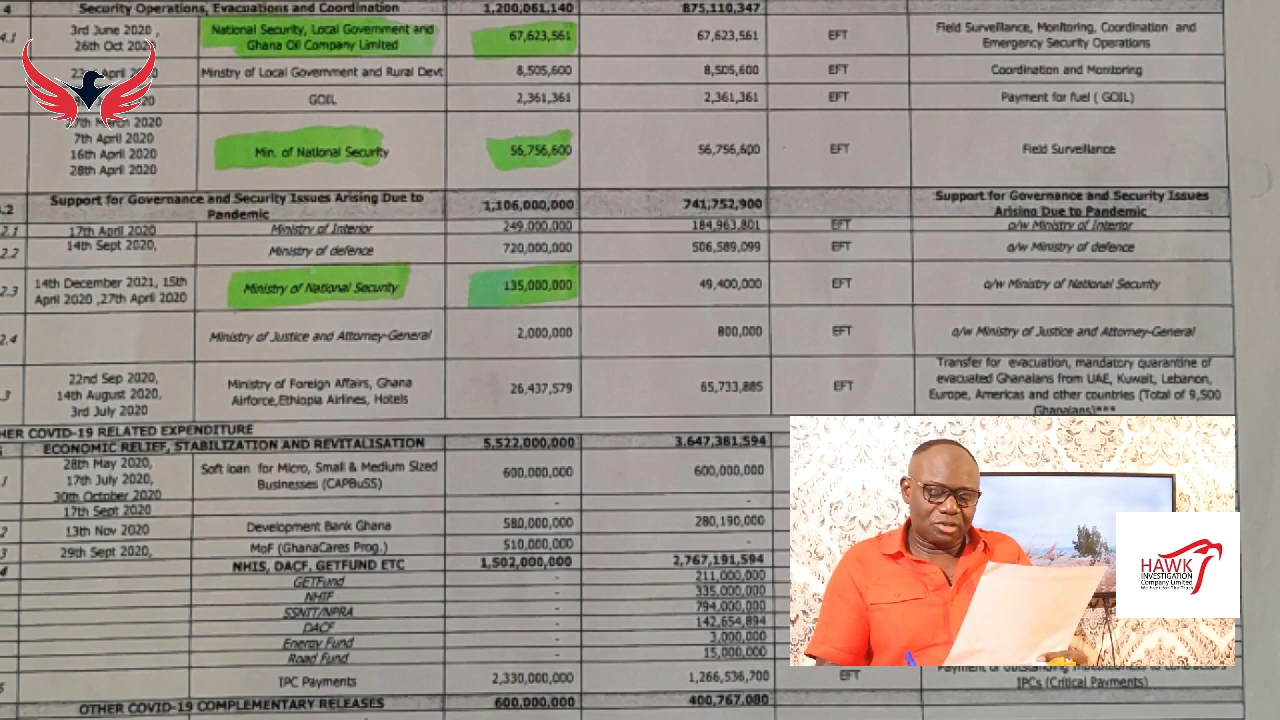 4 Security Operations, Evacuations and Coordination 1,200,061,140 875,110,347
4.1 3rd June 2020 , National Security, Local Government and 67,623,561 67,623,561 EFT Field Surveillance, Monitoring, Coordination and
26th Oct 2020 Ghana Oil Company Limited Emergency Security Operations
April 2020 Minstry of Local Government and Rural Devt 8,505,600 8,505,600 EFT Coordination and Monitoring
GOIL 2,361,361 2,361,361 EFT Payment for fuel ( GOIL)
March 2020
7th April 2020
16th April 2020 Min. of National Security 56,756,600 56,756,600 EFT Field Surveillance
28th April 2020
.2 Support for Governance and Security Issues Arising Due to Pandemic 1,106,000,000 741,752,900 Support for Governance and Security Issues Arising Due to Pandemic
2.1 17th April 2020 Ministry of Interior 249,000,000 184,963,801 EFT o/w Ministry of Interior
2.2 14th Sept 2020, Ministry of defence 720,000,000 506,589,099 EFT o/w Ministry of defence
2.3 14th December 2021, 15th Ministry of National Security 135,000,000 49,400,000 EFT o/w Ministry of National Security
April 2020 ,27th April 2020
2.4 Ministry of Justice and Attorney-General 2,000,000 800,000 EFT o/w Ministry of Justice and Attorney-General
.3 22nd Sep 2020, Ministry of Foreign Affairs, Ghana 26,437,579 65,733,885 EFT Transfer for evacuation, mandatory quarantine of
14th August 2020, Airforce,Ethiopia Airlines, Hotels evacuated Ghanaians from UAE, Kuwait, Lebanon,
3rd July 2020 Europe, Americas and other countries (Total of 9,500
Ghanaians)***
HER COVID-19 RELATED EXPENDITURE
ECONOMIC RELIEF, STABILIZATION AND REVITALISATION 5,522,000,000 3,647,381,594
1 28th May 2020, Soft loan for Micro, Small & Medium Sized 600,000,000 600,000,000
17th July 2020, Businesses (CAPBuSS)
30th October 2020 - -
17th Sept 2020
2 13th Nov 2020 Development Bank Ghana 580,000,000 280,190,000
3 29th Sept 2020, MoF (GhanaCares Prog.) 510,000,000 -
4 NHIS, DACF, GETFUND ETC 1,502,000,000 2,767,191,594
GETFund - 211,000,000
NHIF - 335,000,000
SSNIT/NPRA - 794,000,000
DACF - 142,654,894
Energy Fund - 3,000,000
Road Fund - 15,000,000
IPC Payments 2,330,000,000 1,266,536,700 EFT
IPCs (Critical Payments)
OTHER COVID-19 COMPLEMENTARY RELEASES 600,000,000 400,767,080
HAWK
INVESTIGATION
Company Limited